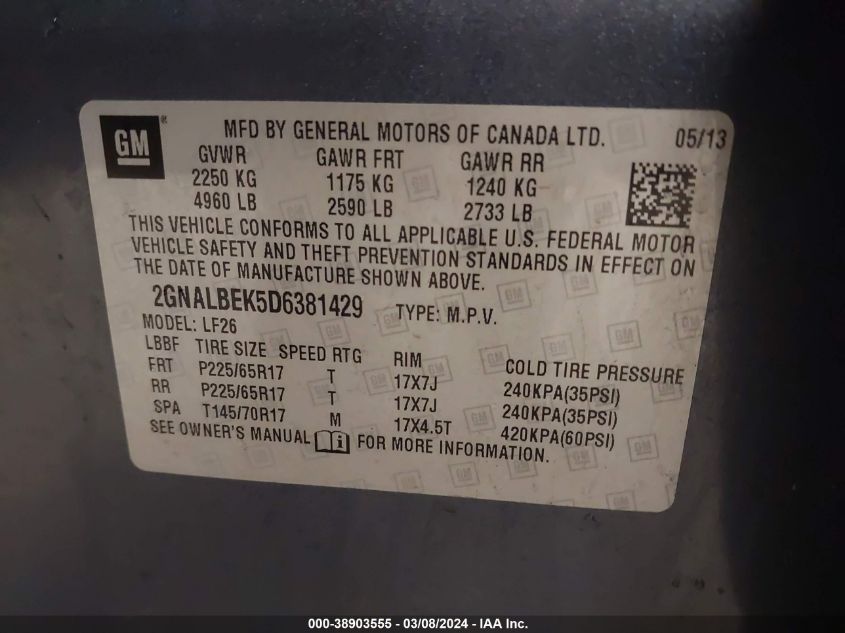 GM ® MFD BY GENERAL MOTORS OF CANADA LTD. 05/13
GVWR GAWR FRT GAWR RR
2250 KG 1175 KG 1240 KG
4960 LB 2590 LB 2733 LB
THIS VEHICLE CONFORMS TO ALL APPLICABLE U.S. FEDERAL MOTOR
VEHICLE SAFETY AND THEFT PREVENTION STANDARDS IN EFFECT ON
THE DATE OF MANUFACTURE SHOWN ABOVE.
2GNALBEK5D6381429 TYPE: M.P.V.
MODEL: LF26
LBBF TIRE SIZE SPEED RTG RIM COLD TIRE PRESSURE
FRT P225/65R17 T 17X7J 240KPA(35PSI)
RR P225/65R17 T 17X7J 240KPA(35PSI)
SPA T145/70R17 M 17X4.5T 420KPA(60PSI)
SEE OWNER'S MANUAL FOR MORE INFORMATION.
000-38903555 - 03/08/2024 - IAA Inc.